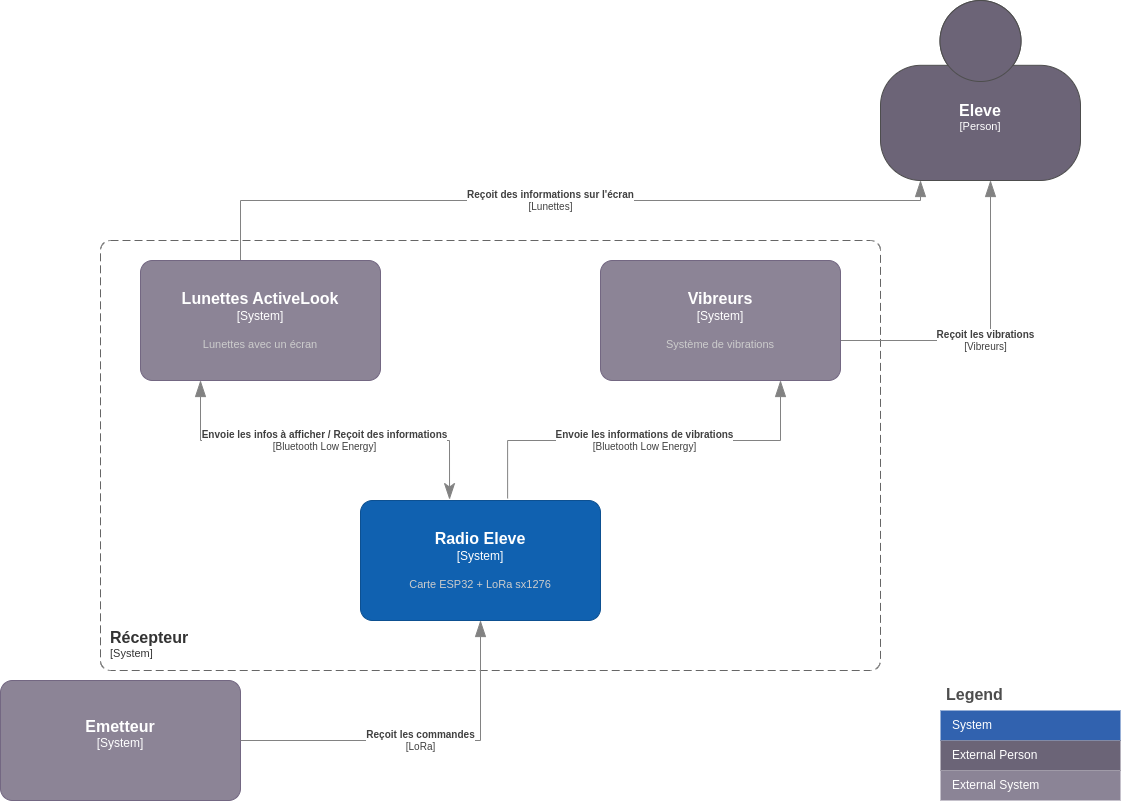 Eleve
[Person]
Reçoit des informations sur l'écran
[Lunettes]
Lunettes ActiveLook
[System]
Lunettes avec un écran
Vibreurs
[System]
Système de vibrations
Reçoit les vibrations
[Vibreurs]
Envoie les infos à afficher / Reçoit des informations
[Bluetooth Low Energy]
Envoie les informations de vibrations
[Bluetooth Low Energy]
Radio Eleve
[System]
Carte ESP32 + LoRa sx1276
Récepteur
[System]
Emetteur
[System]
Reçoit les commandes
[LoRa]
Legend
System
External Person
External System